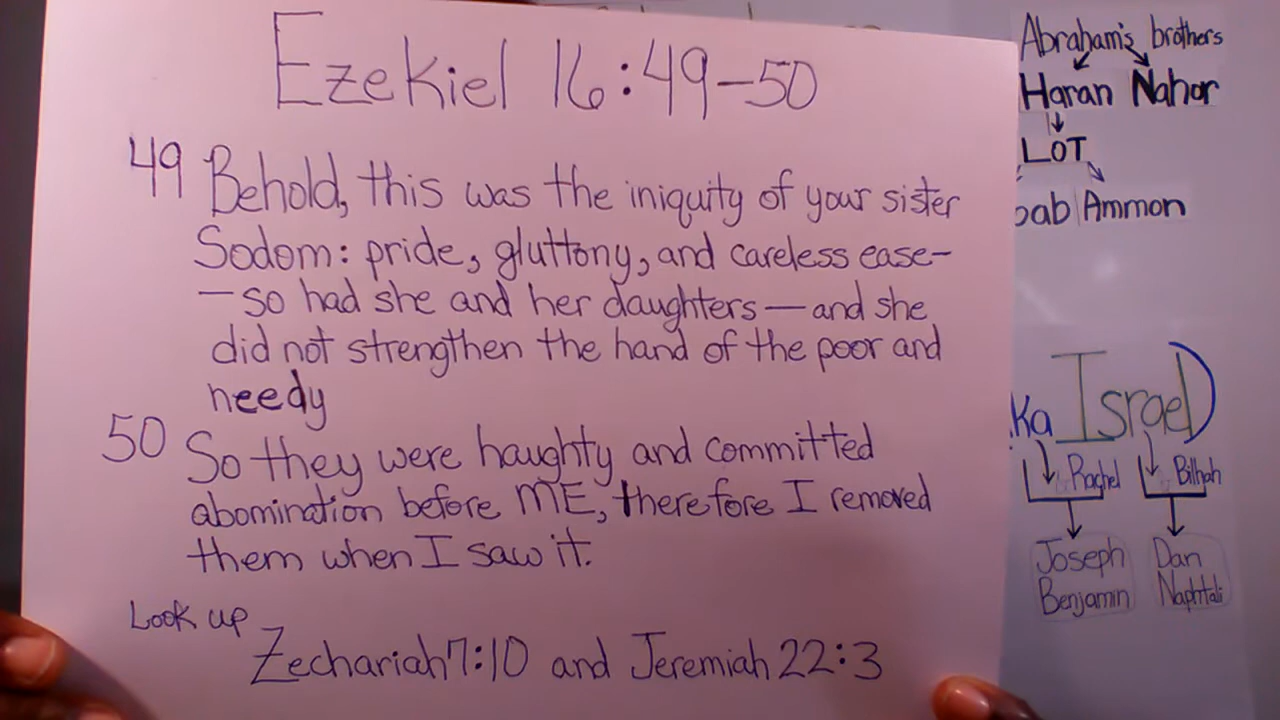 Ezekiel 16:49-50
49 Behold, this was the iniquity of your sister
Sodom: pride, gluttony, and careless ease-
-so had she and her daughters—and she
did not strengthen the hand of the poor and
needy
50 So they were haughty and committed
abomination before ME, therefore I removed
them when I saw it.
Look up
Zechariah 7:10 and Jeremiah 22:3
Abraham's brothers
Haran Nahor
LOT
oab Ammon
Ka Israel
Rachel Bilhah
Joseph Dan
Benjamin Naphtali